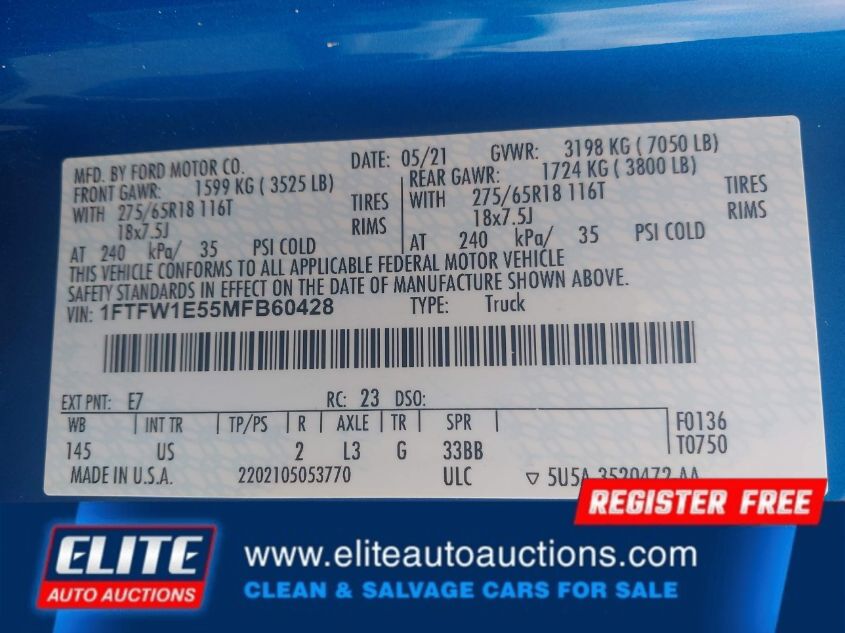 MFD. BY FORD MOTOR CO. DATE: 05/21 GVWR: 3198 KG ( 7050 LB)
FRONT GAWR: 1599 KG ( 3525 LB) REAR GAWR: 1724 KG ( 3800 LB)
WITH 275/65R18 116T TIRES WITH 275/65R18 116T TIRES
18x7.5J RIMS 18x7.5J RIMS
AT 240 kPa/ 35 PSI COLD AT 240 kPa/ 35 PSI COLD
THIS VEHICLE CONFORMS TO ALL APPLICABLE FEDERAL MOTOR VEHICLE
SAFETY STANDARDS IN EFFECT ON THE DATE OF MANUFACTURE SHOWN ABOVE.
VIN: 1FTFW1E55MFB60428 TYPE: Truck
EXT PNT: E7 RC: 23 DSO:
WB INT TR TP/PS R AXLE TR SPR F0136
145 US 2 L3 G 33BB T0750
MADE IN U.S.A. 2202105053770 ULC ▽ 5U5A
REGISTER FREE
ELITE
AUTO AUCTIONS
www.eliteautoauctions.com
CLEAN & SALVAGE CARS FOR SALE